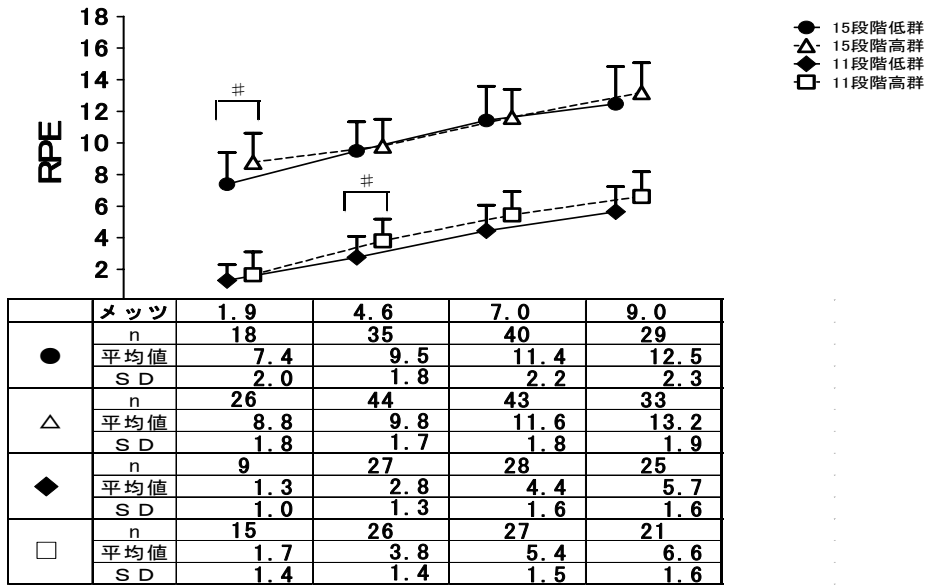 18
16
14
12
10
8
6
4
2
RPE
#
#
15段階低群
15段階高群
11段階低群
11段階高群
メッツ 1.9 4.6 7.0 9.0
n 18 35 40 29
● 平均値 7.4 9.5 11.4 12.5
SD 2.0 1.8 2.2 2.3
n 26 44 43 33
△ 平均値 8.8 9.8 11.6 13.2
SD 1.8 1.7 1.8 1.9
n 9 27 28 25
◆ 平均値 1.3 2.8 4.4 5.7
SD 1.0 1.3 1.6 1.6
n 15 26 27 21
□ 平均値 1.7 3.8 5.4 6.6
SD 1.4 1.4 1.5 1.6